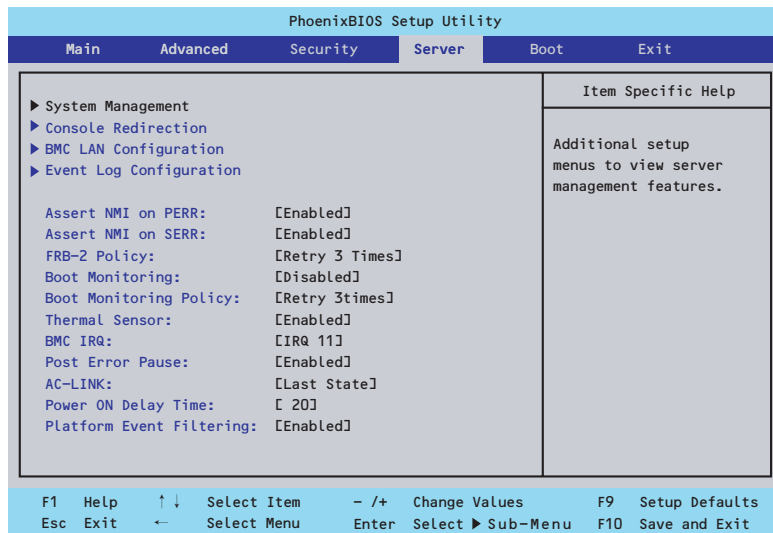 PhoenixBIOS Setup Utility
Main Advanced Security Server Boot Exit
Item Specific Help
▶ System Management
▶ Console Redirection
▶ BMC LAN Configuration
▶ Event Log Configuration
Additional setup
menus to view server
management features.
Assert NMI on PERR: [Enabled]
Assert NMI on SERR: [Enabled]
FRB-2 Policy: [Retry 3 Times]
Boot Monitoring: [Disabled]
Boot Monitoring Policy: [Retry 3times]
Thermal Sensor: [Enabled]
BMC IRQ: [IRQ 11]
Post Error Pause: [Enabled]
AC-LINK: [Last State]
Power ON Delay Time: [ 20]
Platform Event Filtering: [Enabled]
F1 Help ↑↓ Select Item - /+ Change Values F9 Setup Defaults
Esc Exit ← Select Menu Enter Select ▶ Sub-Menu F10 Save and Exit